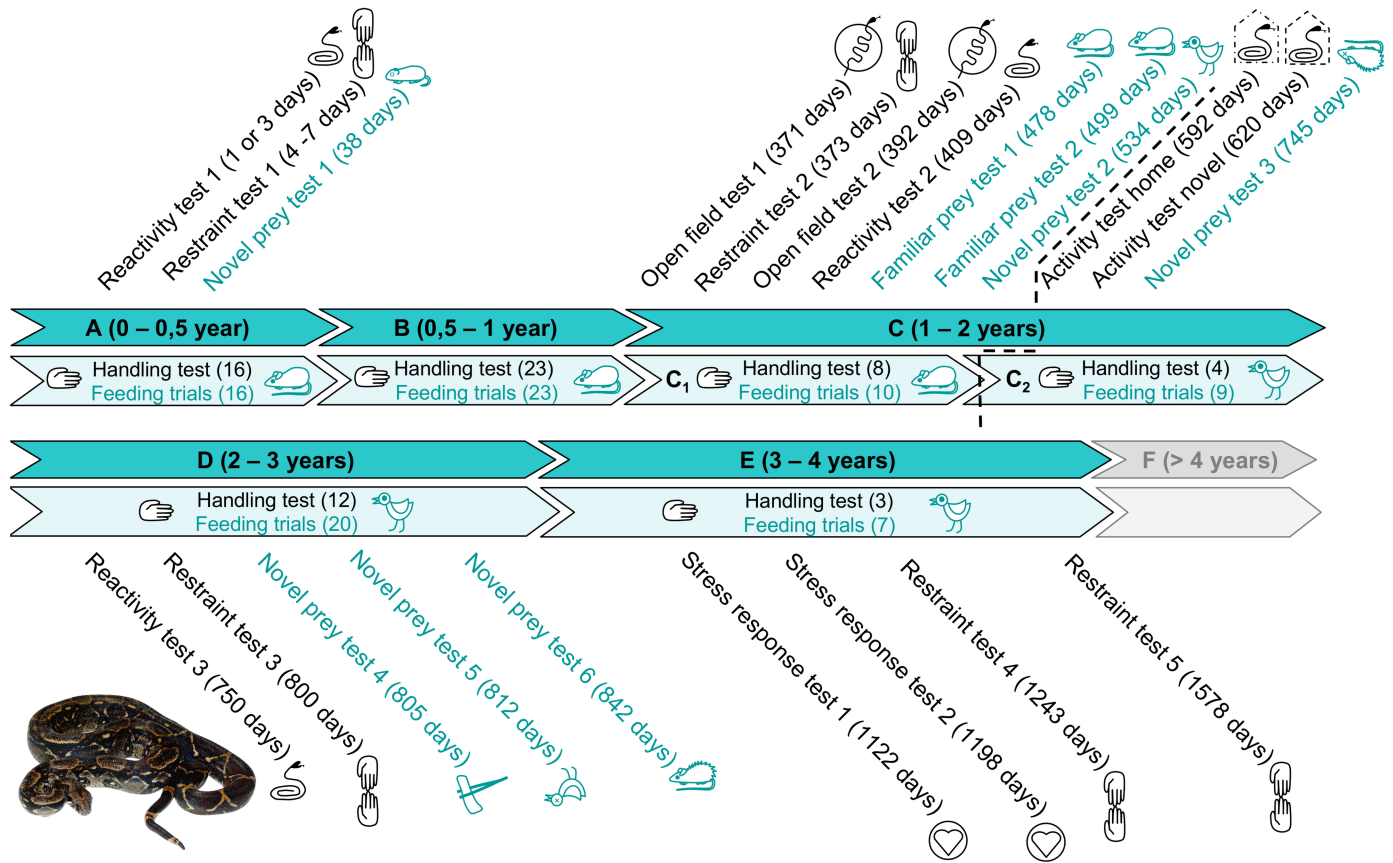 Reactivity test 1 (1 or 3 days)
Restraint test 1 (4 -7 days)
Novel prey test 1 (38 days)
Open field test 1 (371 days)
Restraint test 2 (373 days)
Open field test 2 (392 days)
Reactivity test 2 (409 days)
Familiar prey test 1 (478 days)
Familiar prey test 2 (499 days)
Novel prey test 2 (534 days)
Activity test home (592 days)
Activity test novel (620 days)
Novel prey test 3 (745 days)
A (0 – 0,5 year)
B (0,5 – 1 year)
C (1 – 2 years)
Handling test (16)
Feeding trials (16)
Handling test (23)
Feeding trials (23)
C1
Handling test (8)
Feeding trials (10)
C2
Handling test (4)
Feeding trials (9)
D (2 – 3 years)
E (3 – 4 years)
F (> 4 years)
Handling test (12)
Feeding trials (20)
Handling test (3)
Feeding trials (7)
Reactivity test 3 (750 days)
Restraint test 3 (800 days)
Novel prey test 4 (805 days)
Novel prey test 5 (812 days)
Novel prey test 6 (842 days)
Stress response test 1 (1122 days)
Stress response test 2 (1198 days)
Restraint test 4 (1243 days)
Restraint test 5 (1578 days)